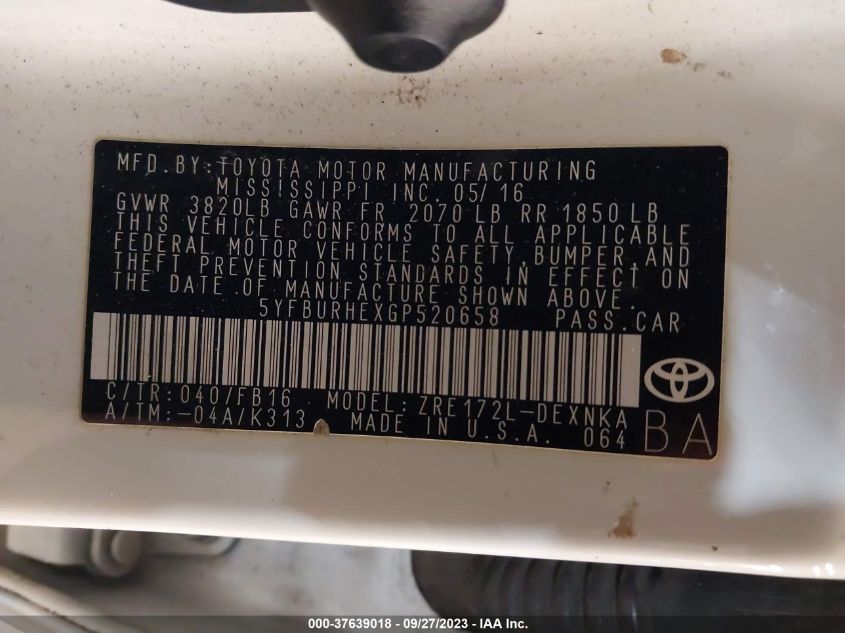 MFD.BY:TOYOTA MOTOR MANUFACTURING
MISSISSIPPI INC. 05/16
GVWR 3820LB GAWR FR 2070 LB RR 1850 LB
THIS VEHICLE CONFORMS TO ALL APPLICABLE
FEDERAL MOTOR VEHICLE SAFETY,BUMPER,AND
THEFT PREVENTION STANDARDS IN EFFECT ON
THE DATE OF MANUFACTURE SHOWN ABOVE.
5YFBURHEXGP520658 PASS.CAR
C/TR:040/FB16 MODEL:ZRE172L-DEXNKA
A/TM:-04A/K313 MADE IN U.S.A. 064
BA
000-37639018 - 09/27/2023 - IAA Inc.